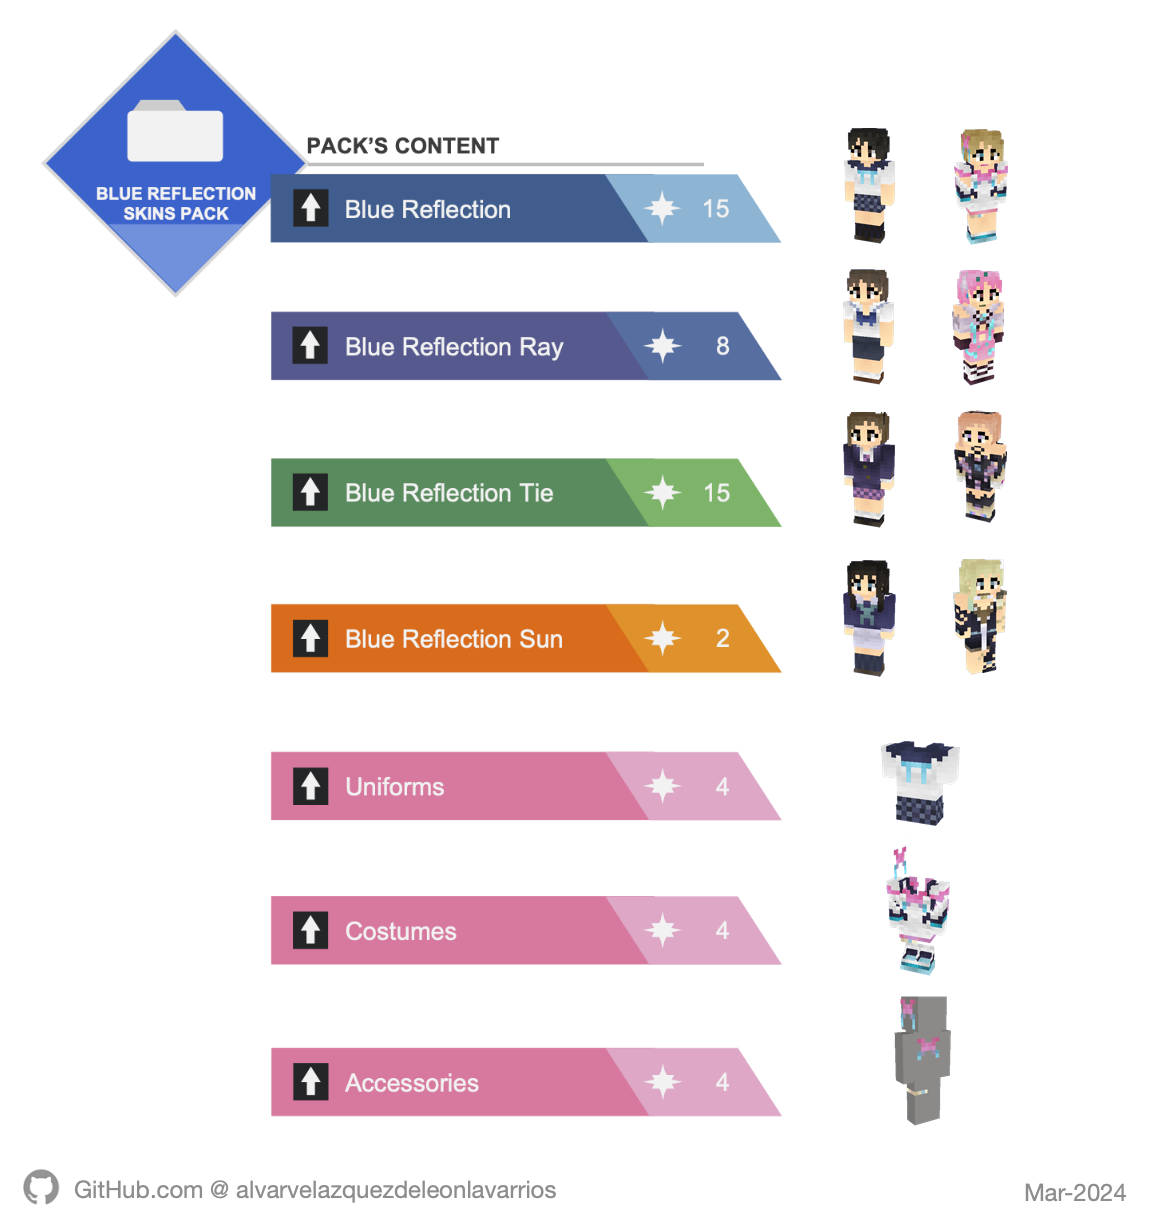 BLUE REFLECTION
SKINS PACK
PACK'S CONTENT
Blue Reflection 15
Blue Reflection Ray 8
Blue Reflection Tie 15
Blue Reflection Sun 2
Uniforms 4
Costumes 4
Accessories 4
GitHub.com @ alvarvelazquezdeleonlavarrios
Mar-2024